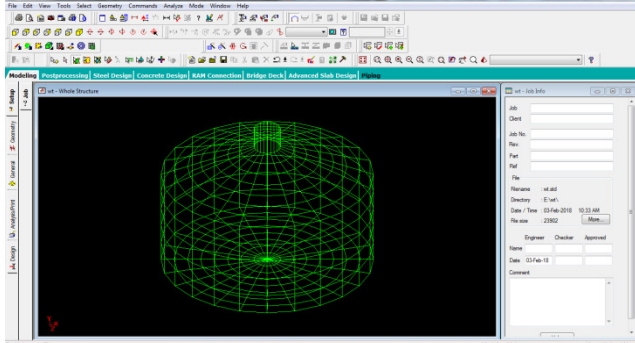 File Edit View Tools Select Geometry Commands Analyze Mode Window Help
Modeling Postprocessing Steel Design Concrete Design RAM Connection Bridge Deck Advanced Slab Design Piping
Setup
Geometry
General
Analysis/Print
Design
Job
wt - Whole Structure
wt - Job Info
Job
Client
Job No.
Rev.
Part
Ref
File
Filename : wt.std
Directory : E:\wt\
Date / Time : 03-Feb-2018 10:33 AM
File size : 23982 More...
Engineer Checker Approved
Name
Date 03-Feb-18
Comment